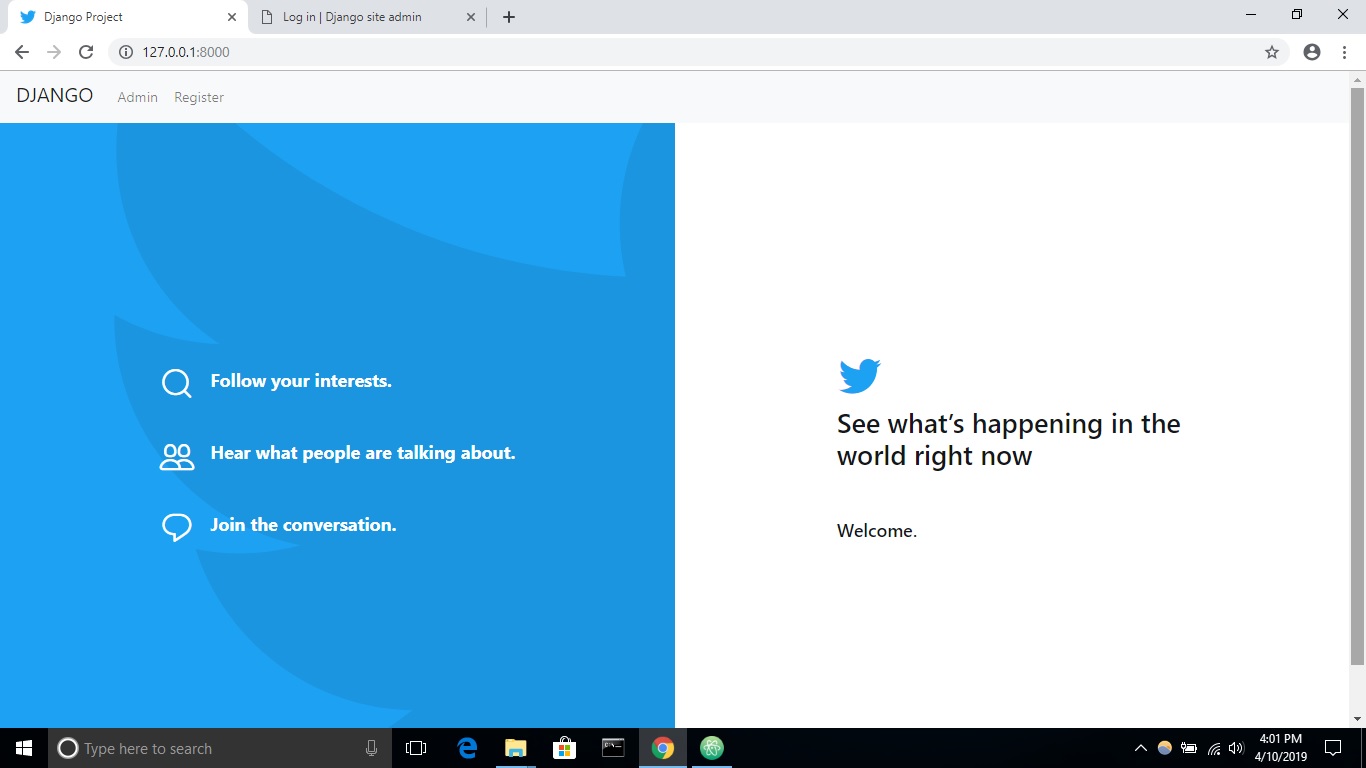 Django Project
Log in | Django site admin
127.0.0.1:8000
DJANGO Admin Register
Follow your interests.
Hear what people are talking about.
Join the conversation.
See what’s happening in the
world right now
Welcome.
Type here to search
4:01 PM
4/10/2019